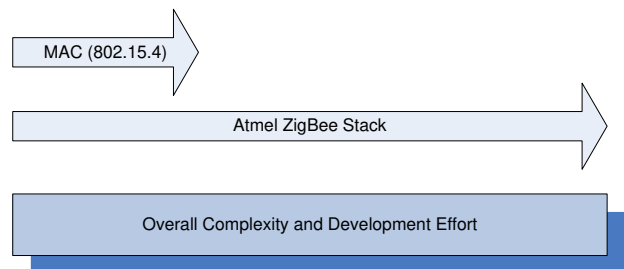 MAC (802.15.4)
Atmel ZigBee Stack
Overall Complexity and Development Effort